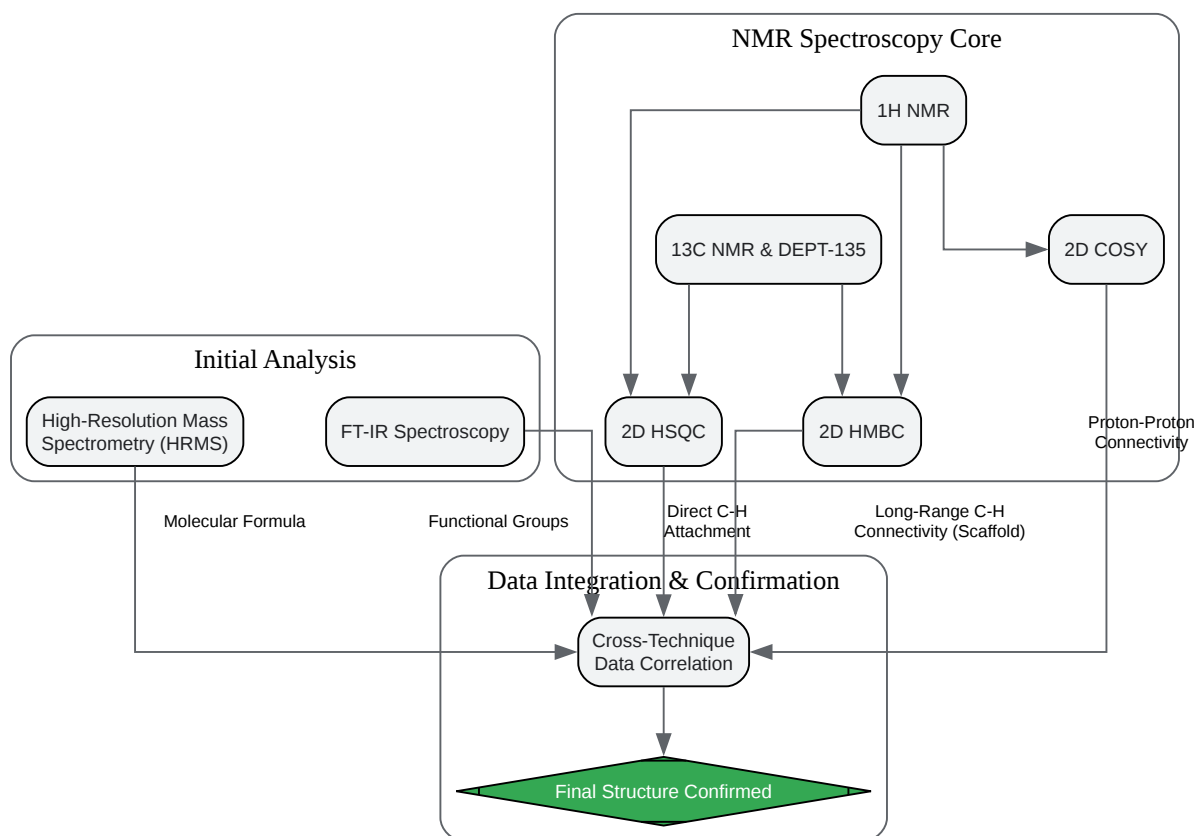 NMR Spectroscopy Core
1H NMR
13C NMR & DEPT-135
2D COSY
Initial Analysis
High-Resolution Mass
Spectrometry (HRMS)
FT-IR Spectroscopy
2D HSQC
2D HMBC
Proton-Proton
Connectivity
Molecular Formula
Functional Groups
Direct C-H
Attachment
Long-Range C-H
Connectivity (Scaffold)
Data Integration & Confirmation
Cross-Technique
Data Correlation
Final Structure Confirmed